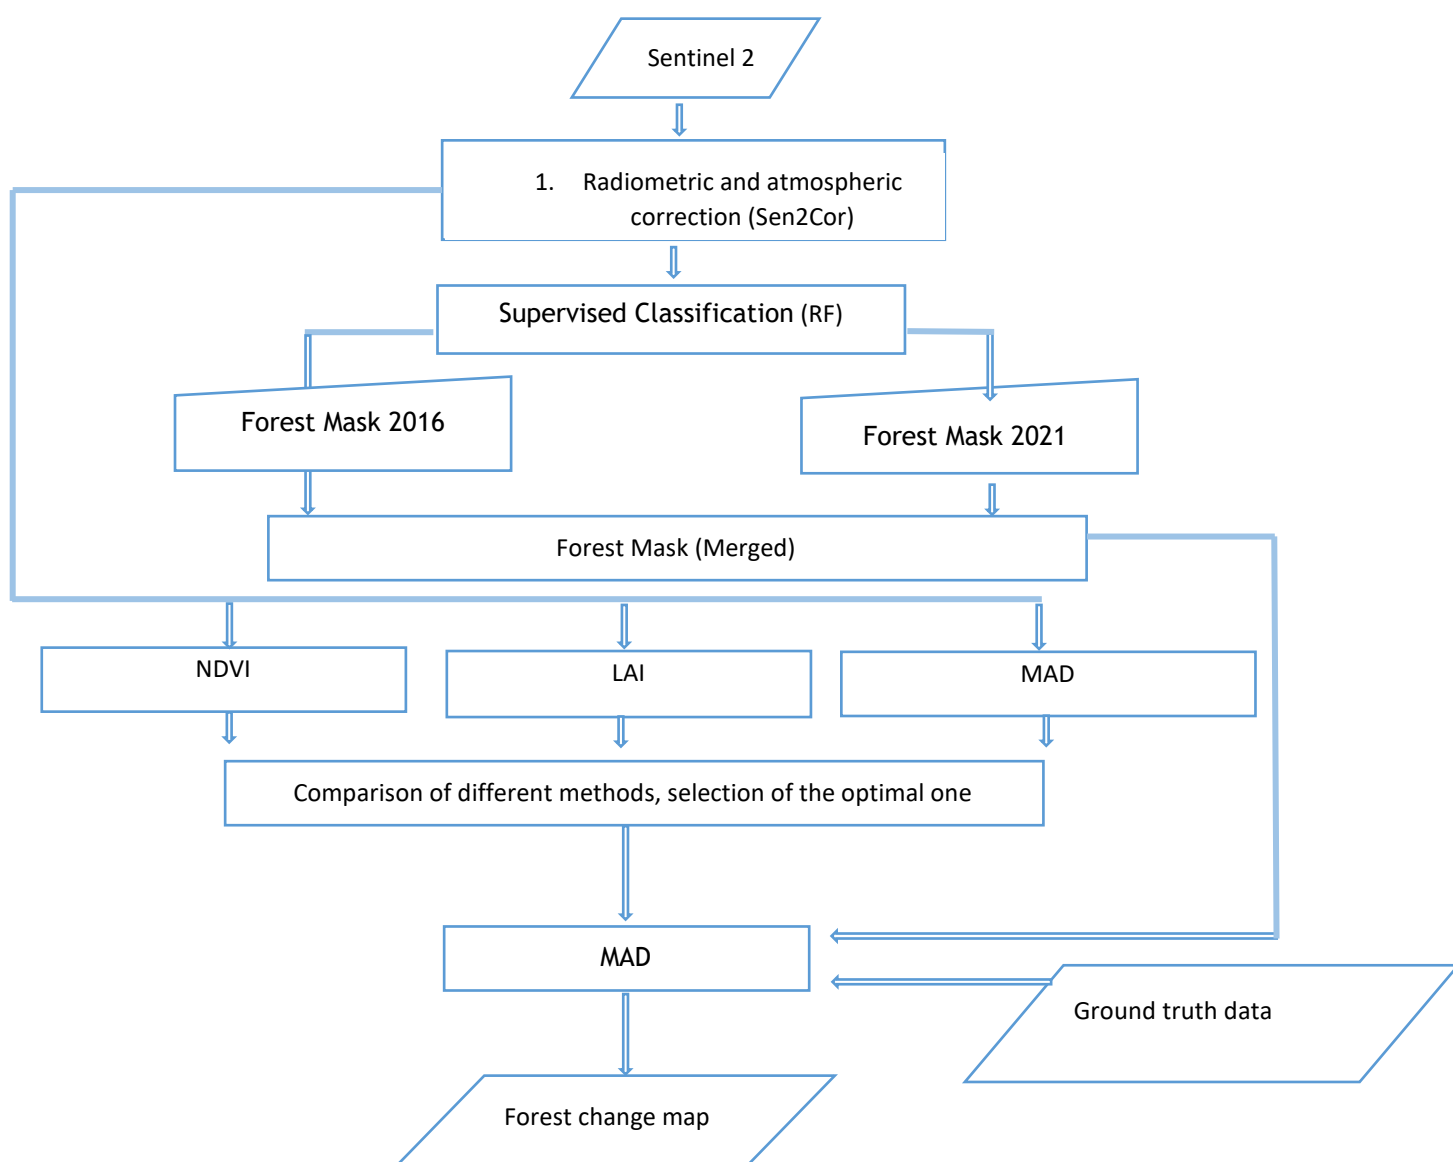 Sentinel 2
1. Radiometric and atmospheric
correction (Sen2Cor)
Supervised Classification (RF)
Forest Mask 2016
Forest Mask 2021
Forest Mask (Merged)
NDVI
LAI
MAD
Comparison of different methods, selection of the optimal one
MAD
Ground truth data
Forest change map